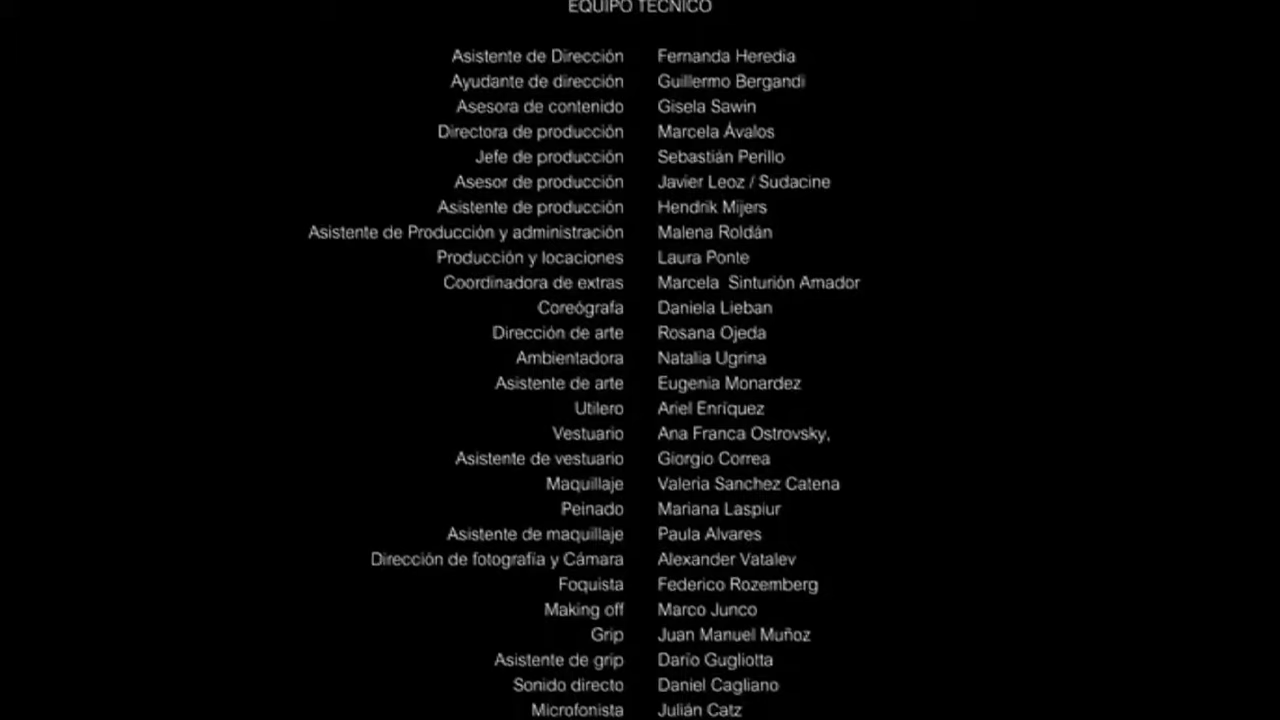 EQUIPO TÉCNICO
Asistente de Dirección Fernanda Heredia
Ayudante de dirección Guillermo Bergandi
Asesora de contenido Gisela Sawin
Directora de producción Marcela Ávalos
Jefe de producción Sebastián Perillo
Asesor de producción Javier Leoz / Sudacine
Asistente de producción Hendrik Mijers
Asistente de Producción y administración Malena Roldán
Producción y locaciones Laura Ponte
Coordinadora de extras Marcela Sinturión Amador
Coreógrafa Daniela Lieban
Dirección de arte Rosana Ojeda
Ambientadora Natalia Ugrina
Asistente de arte Eugenia Monardez
Utilero Ariel Enríquez
Vestuario Ana Franca Ostrovsky,
Asistente de vestuario Giorgio Correa
Maquillaje Valeria Sanchez Catena
Peinado Mariana Laspiur
Asistente de maquillaje Paula Alvares
Dirección de fotografía y Cámara Alexander Vatalev
Foquista Federico Rozemberg
Making off Marco Junco
Grip Juan Manuel Muñoz
Asistente de grip Darío Gugliotta
Sonido directo Daniel Cagliano
Microfonista Julián Catz